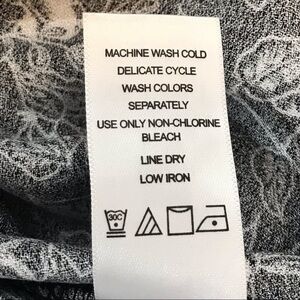 MACHINE WASH COLD
DELICATE CYCLE
WASH COLORS
SEPARATELY
USE ONLY NON-CHLORINE
BLEACH
LINE DRY
LOW IRON
30C